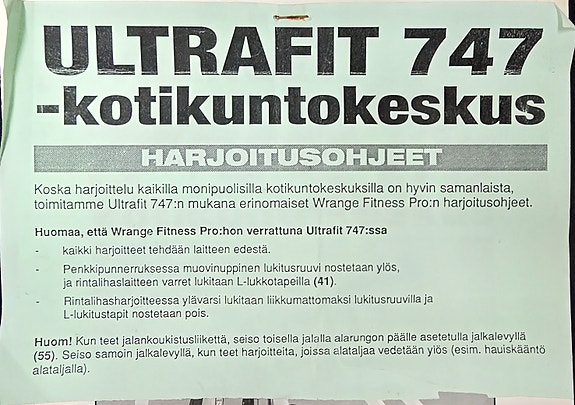 ULTRAFIT 747
-kotikuntokeskus
HARJOITUSOHJEET
Koska harjoittelu kaikilla monipuolisilla kotikuntokeskuksilla on hyvin samanlaista,
toimitamme Ultrafit 747:n mukana erinomaiset Wrange Fitness Pro:n harjoitusohjeet.
Huomaa, että Wrange Fitness Pro:hon verrattuna Ultrafit 747:ssa
- kaikki harjoitteet tehdään laitteen edestä.
- Penkkipunnerruksessa muovinuppinen lukitusruuvi nostetaan ylös,
ja rintalihaslaitteen varret lukitaan L-lukkotapeilla (41).
- Rintalihasharjoitteessa ylävarsi lukitaan liikkumattomaksi lukitusruuvilla ja
L-lukitustapit nostetaan pois.
Huom! Kun teet jalankoukistusliikettä, seiso toisella jalalla alarungon päälle asetetulla jalkalevyllä
(55). Seiso samoin jalkalevyllä, kun teet harjoitteita, joissa alataljaa vedetään ylös (esim. hauiskääntö
alataljalla).